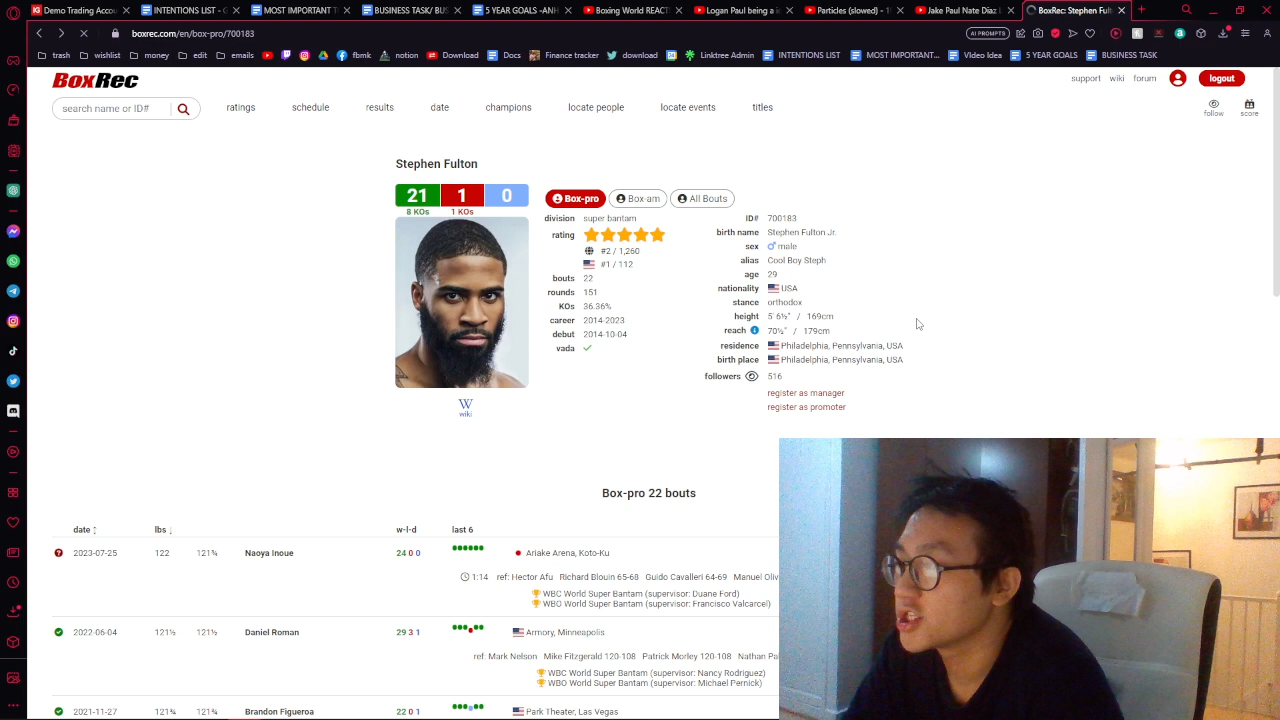 Demo Trading Accou
INTENTIONS LIST - G
MOST IMPORTANT T
BUSINESS TASK/ BUS
5 YEAR GOALS -ANH
Boxing World REACT
Logan Paul being a i
Particles (slowed) - 1
Jake Paul Nate Diaz
BoxRec: Stephen Fult
boxrec.com/en/box-pro/700183
AI PROMPTS
trash wishlist money edit emails fbmk notion Download Docs Finance tracker download Linktree Admin INTENTIONS LIST MOST IMPORTANT... VIdeo Idea 5 YEAR GOALS BUSINESS TASK
BoxRec
support wiki forum logout
search name or ID#
ratings schedule results date champions locate people locate events titles
follow score
Stephen Fulton
21 1 0
8 KOs 1 KOs
Box-pro Box-am All Bouts
division super bantam
rating
#2 / 1,260
#1 / 112
bouts 22
rounds 151
KOs 36.36%
career 2014-2023
debut 2014-10-04
vada
ID# 700183
birth name Stephen Fulton Jr.
sex male
alias Cool Boy Steph
age 29
nationality USA
stance orthodox
height 5′ 6½″ / 169cm
reach 70½″ / 179cm
residence Philadelphia, Pennsylvania, USA
birth place Philadelphia, Pennsylvania, USA
followers 516
register as manager
register as promoter
W
wiki
Box-pro 22 bouts
date lbs w-l-d last 6
2023-07-25 122 121¾ Naoya Inoue 24 0 0 Ariake Arena, Koto-Ku
1:14 ref: Hector Afu Richard Blouin 65-68 Guido Cavalleri 64-69 Manuel Oliv
WBC World Super Bantam (supervisor: Duane Ford)
WBO World Super Bantam (supervisor: Francisco Valcarcel)
2022-06-04 121½ 121½ Daniel Roman 29 3 1 Armory, Minneapolis
ref: Mark Nelson Mike Fitzgerald 120-108 Patrick Morley 120-108 Nathan Pa
WBC World Super Bantam (supervisor: Nancy Rodriguez)
WBO World Super Bantam (supervisor: Michael Pernick)
2021-11-27 121¾ 121¾ Brandon Figueroa 22 0 1 Park Theater, Las Vegas